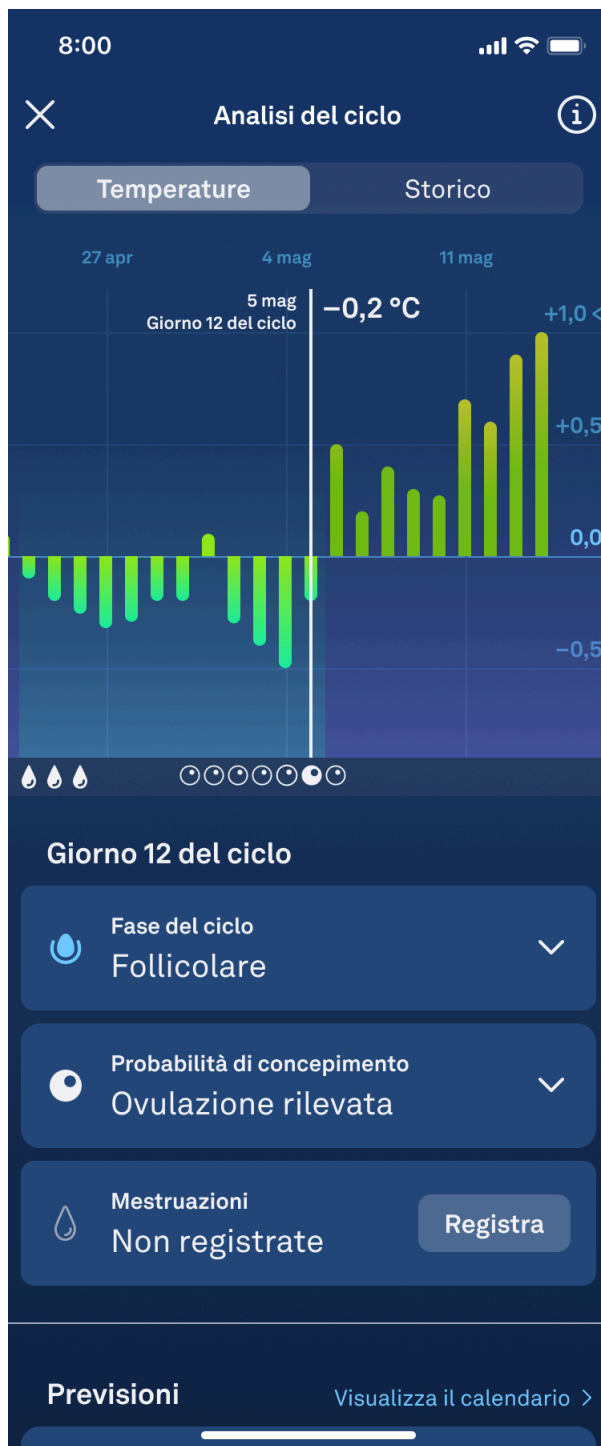 8:00
Analisi del ciclo
Temperature
Storico
27 apr
4 mag
11 mag
5 mag
Giorno 12 del ciclo
−0,2 °C
+1,0 <
+0,5
0,0
−0,5
Giorno 12 del ciclo
Fase del ciclo
Follicolare
Probabilità di concepimento
Ovulazione rilevata
Mestruazioni
Non registrate
Registra
Previsioni
Visualizza il calendario >